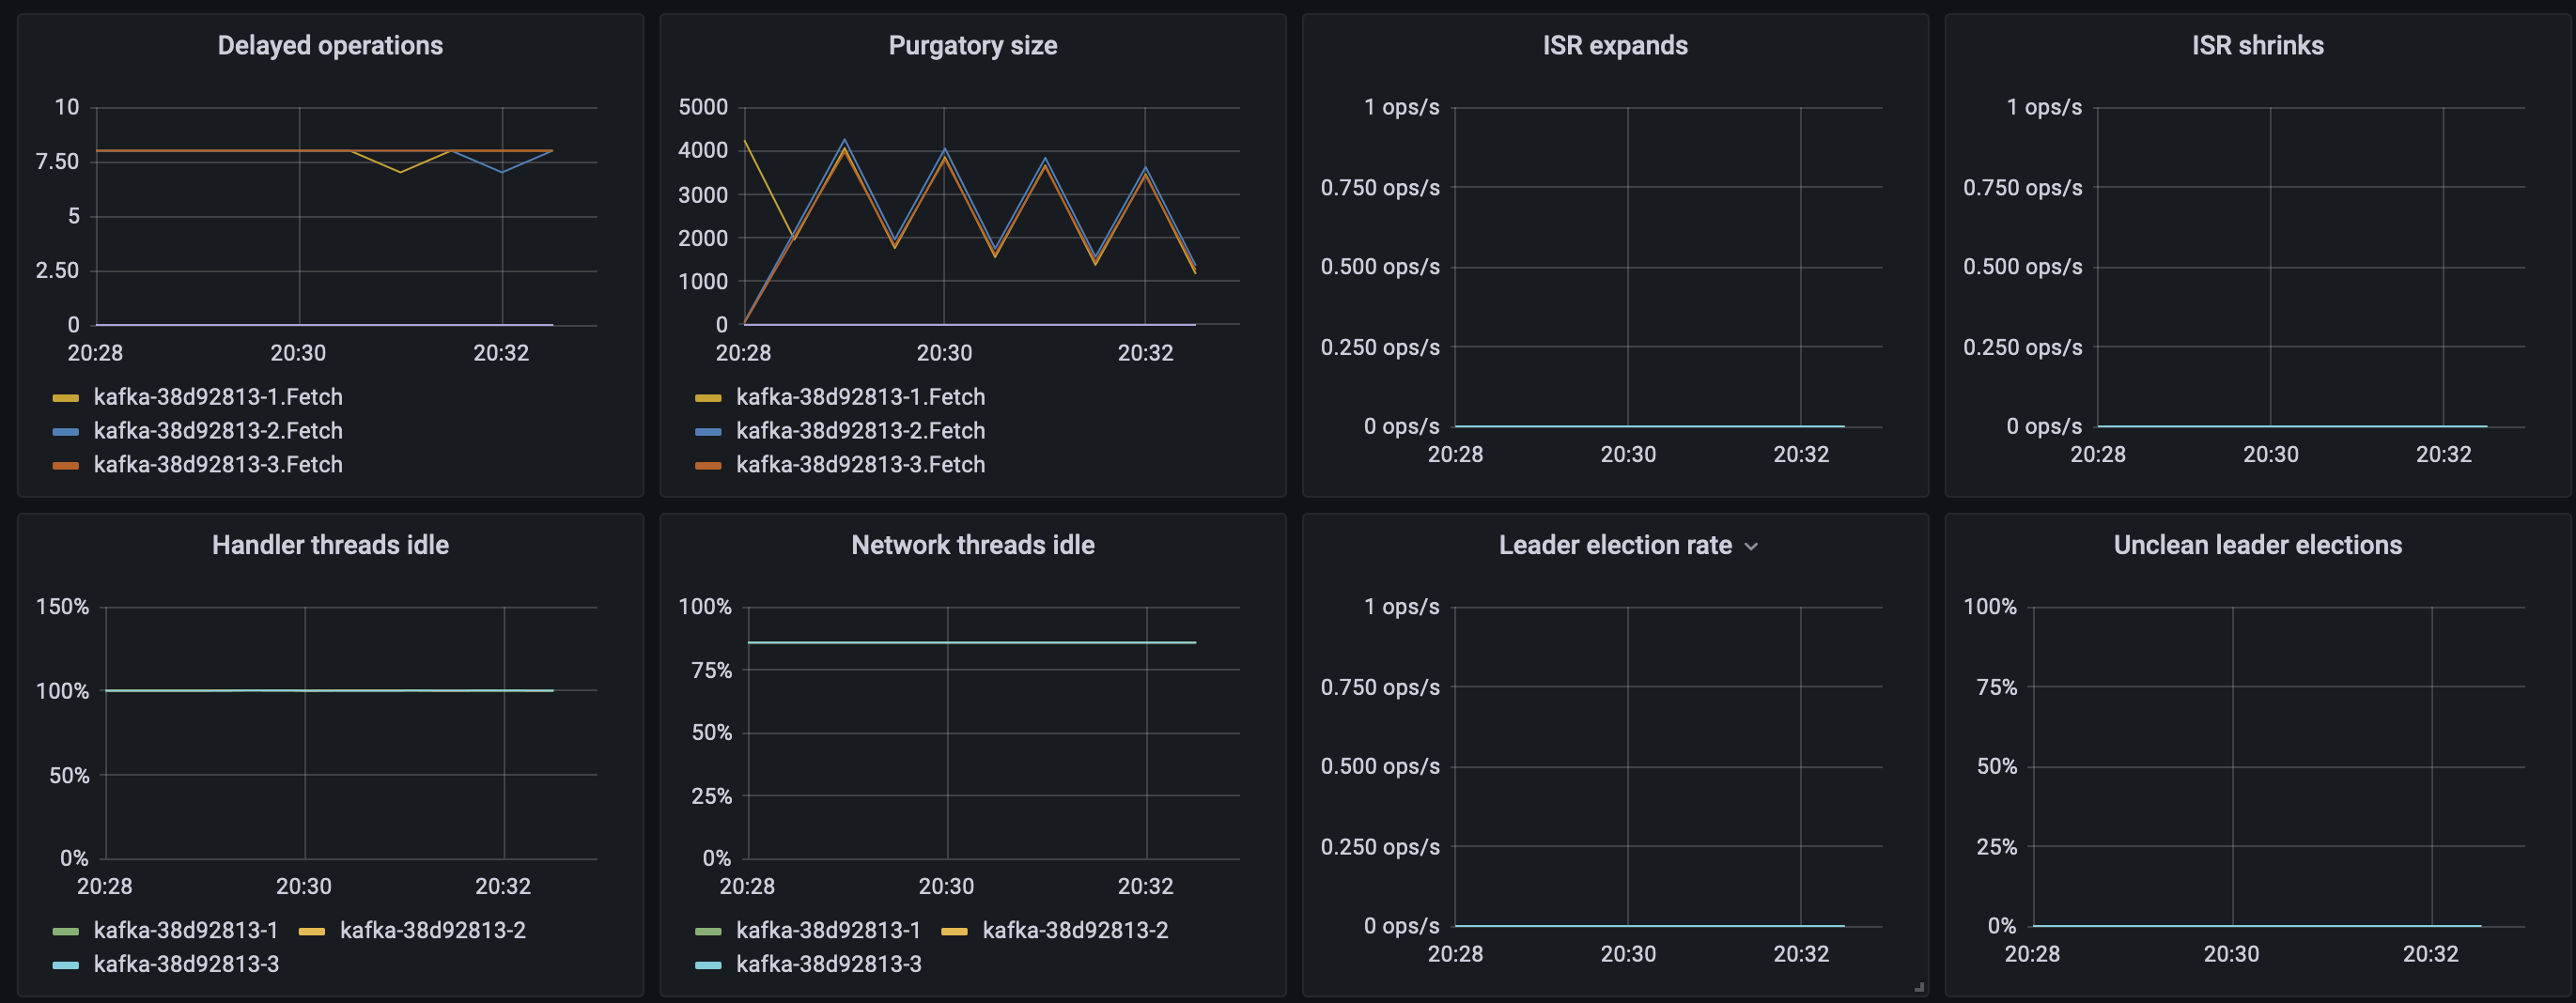 Delayed operations
10
7.50
5
2.50
0
20:28 20:30 20:32
kafka-38d92813-1.Fetch
kafka-38d92813-2.Fetch
kafka-38d92813-3.Fetch
Purgatory size
5000
4000
3000
2000
1000
0
20:28 20:30 20:32
kafka-38d92813-1.Fetch
kafka-38d92813-2.Fetch
kafka-38d92813-3.Fetch
ISR expands
1 ops/s
0.750 ops/s
0.500 ops/s
0.250 ops/s
0 ops/s
20:28 20:30 20:32
ISR shrinks
1 ops/s
0.750 ops/s
0.500 ops/s
0.250 ops/s
0 ops/s
20:28 20:30 20:32
Handler threads idle
150%
100%
50%
0%
20:28 20:30 20:32
kafka-38d92813-1 kafka-38d92813-2
kafka-38d92813-3
Network threads idle
100%
75%
50%
25%
0%
20:28 20:30 20:32
kafka-38d92813-1 kafka-38d92813-2
kafka-38d92813-3
Leader election rate
1 ops/s
0.750 ops/s
0.500 ops/s
0.250 ops/s
0 ops/s
20:28 20:30 20:32
Unclean leader elections
100%
75%
50%
25%
0%
20:28 20:30 20:32